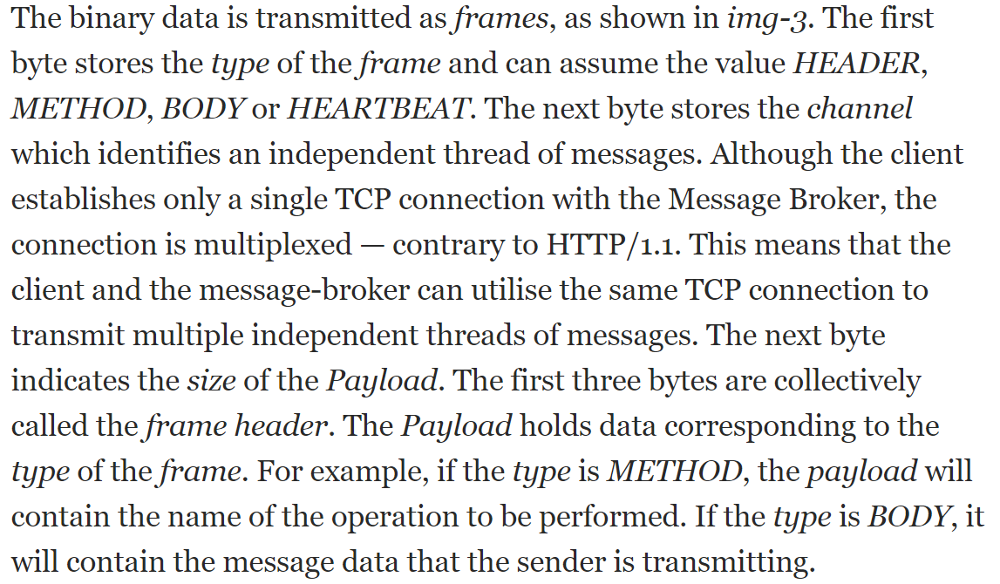 The binary data is transmitted as frames, as shown in img-3. The first
byte stores the type of the frame and can assume the value HEADER,
METHOD, BODY or HEARTBEAT. The next byte stores the channel
which identifies an independent thread of messages. Although the client
establishes only a single TCP connection with the Message Broker, the
connection is multiplexed — contrary to HTTP/1.1. This means that the
client and the message-broker can utilise the same TCP connection to
transmit multiple independent threads of messages. The next byte
indicates the size of the Payload. The first three bytes are collectively
called the frame header. The Payload holds data corresponding to the
type of the frame. For example, if the type is METHOD, the payload will
contain the name of the operation to be performed. If the type is BODY, it
will contain the message data that the sender is transmitting.